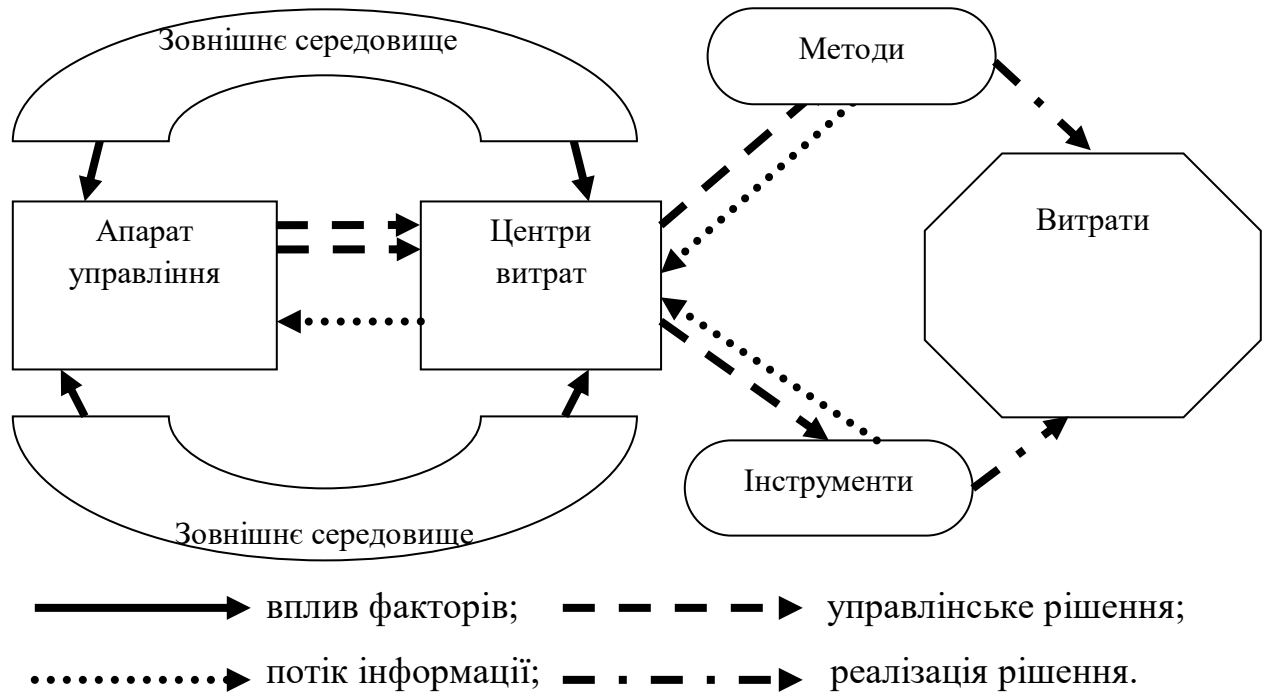 Зовнішнє середовище
Методи
Апарат
управління
Центри
витрат
Витрати
Інструменти
Зовнішнє середовище
вплив факторів;
управлінське рішення;
потік інформації;
реалізація рішення.